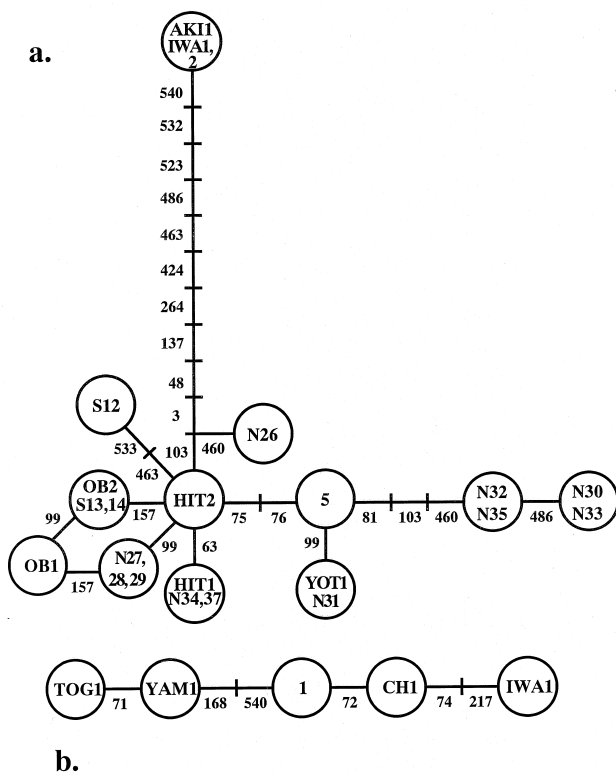 a.
AKI1
IWA1,
2
540
532
523
486
463
424
264
137
48
3
S12
533
463
103
460
N26
OB2
S13,14
157
HIT2
75
76
5
81
103
460
N32
N35
486
N30
N33
99
OB1
157
N27,
28,29
99
63
HIT1
N34,37
99
YOT1
N31
TOG1
71
YAM1
168
540
1
72
CH1
74
217
IWA1
b.